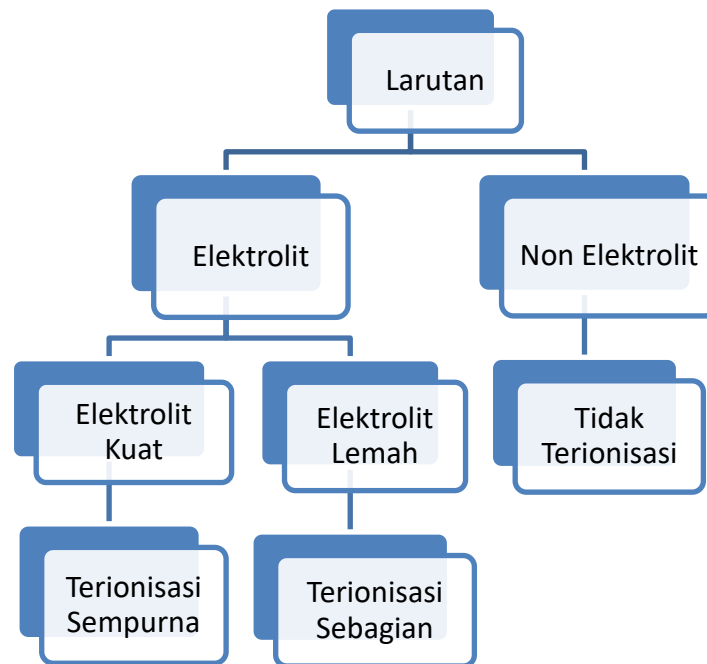 Larutan
Elektrolit
Non Elektrolit
Elektrolit
Kuat
Elektrolit
Lemah
Tidak
Terionisasi
Terionisasi
Sempurna
Terionisasi
Sebagian